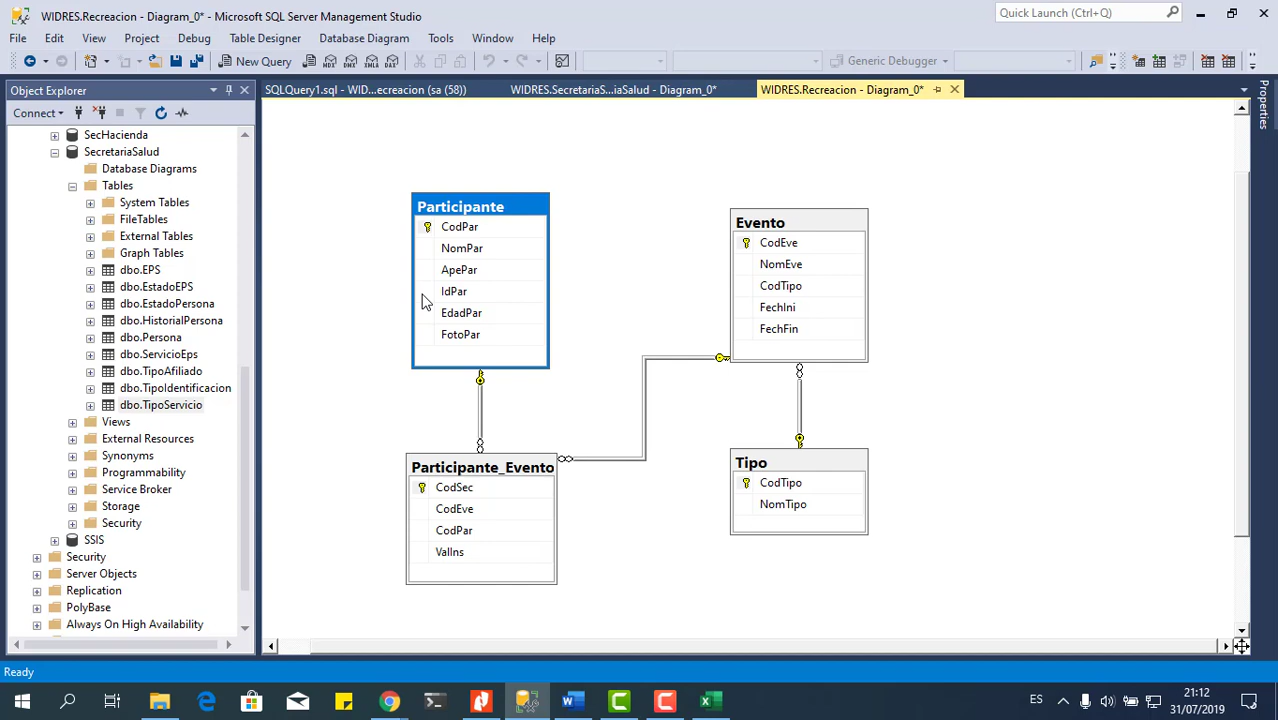 WIDRES.Recreacion - Diagram_0* - Microsoft SQL Server Management Studio
Quick Launch (Ctrl+Q)
File Edit View Project Debug Table Designer Database Diagram Tools Window Help
New Query
MDX DMX XMLA DAX
Generic Debugger
Object Explorer
SQLQuery1.sql - WID...ecreacion (sa (58))
WIDRES.SecretariaS...iaSalud - Diagram_0*
WIDRES.Recreacion - Diagram_0*
Properties
Connect
SecHacienda
SecretariaSalud
Database Diagrams
Tables
System Tables
FileTables
External Tables
Graph Tables
dbo.EPS
dbo.EstadoEPS
dbo.EstadoPersona
dbo.HistorialPersona
dbo.Persona
dbo.ServicioEps
dbo.TipoAfiliado
dbo.TipoIdentificacion
dbo.TipoServicio
Views
External Resources
Synonyms
Programmability
Service Broker
Storage
Security
SSIS
Security
Server Objects
Replication
PolyBase
Always On High Availability
Participante
CodPar
NomPar
ApePar
IdPar
EdadPar
FotoPar
Evento
CodEve
NomEve
CodTipo
FechIni
FechFin
Participante_Evento
CodSec
CodEve
CodPar
ValIns
Tipo
CodTipo
NomTipo
Ready
ES
21:12
31/07/2019